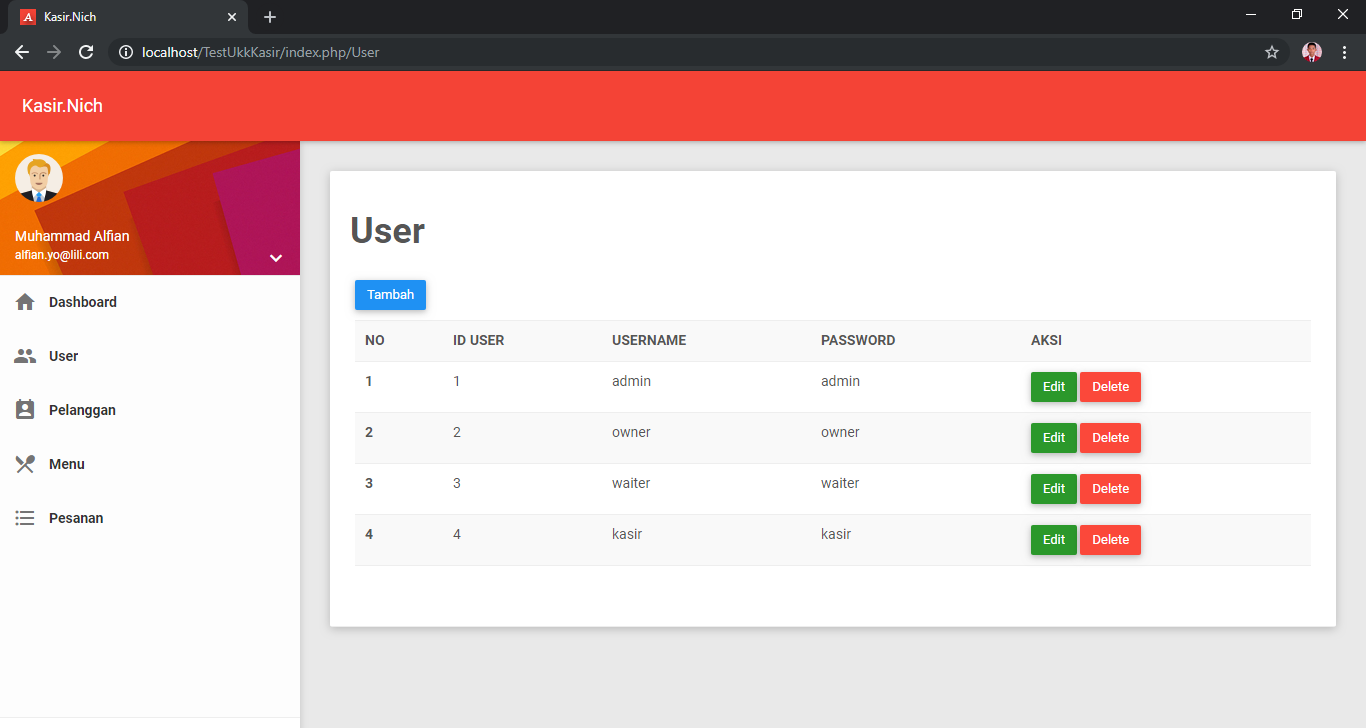 Kasir.Nich
localhost/TestUkkKasir/index.php/User
Kasir.Nich
Muhammad Alfian
alfian.yo@lili.com
Dashboard
User
Pelanggan
Menu
Pesanan
User
Tambah
NO ID USER USERNAME PASSWORD AKSI
1 1 admin admin Edit Delete
2 2 owner owner Edit Delete
3 3 waiter waiter Edit Delete
4 4 kasir kasir Edit Delete